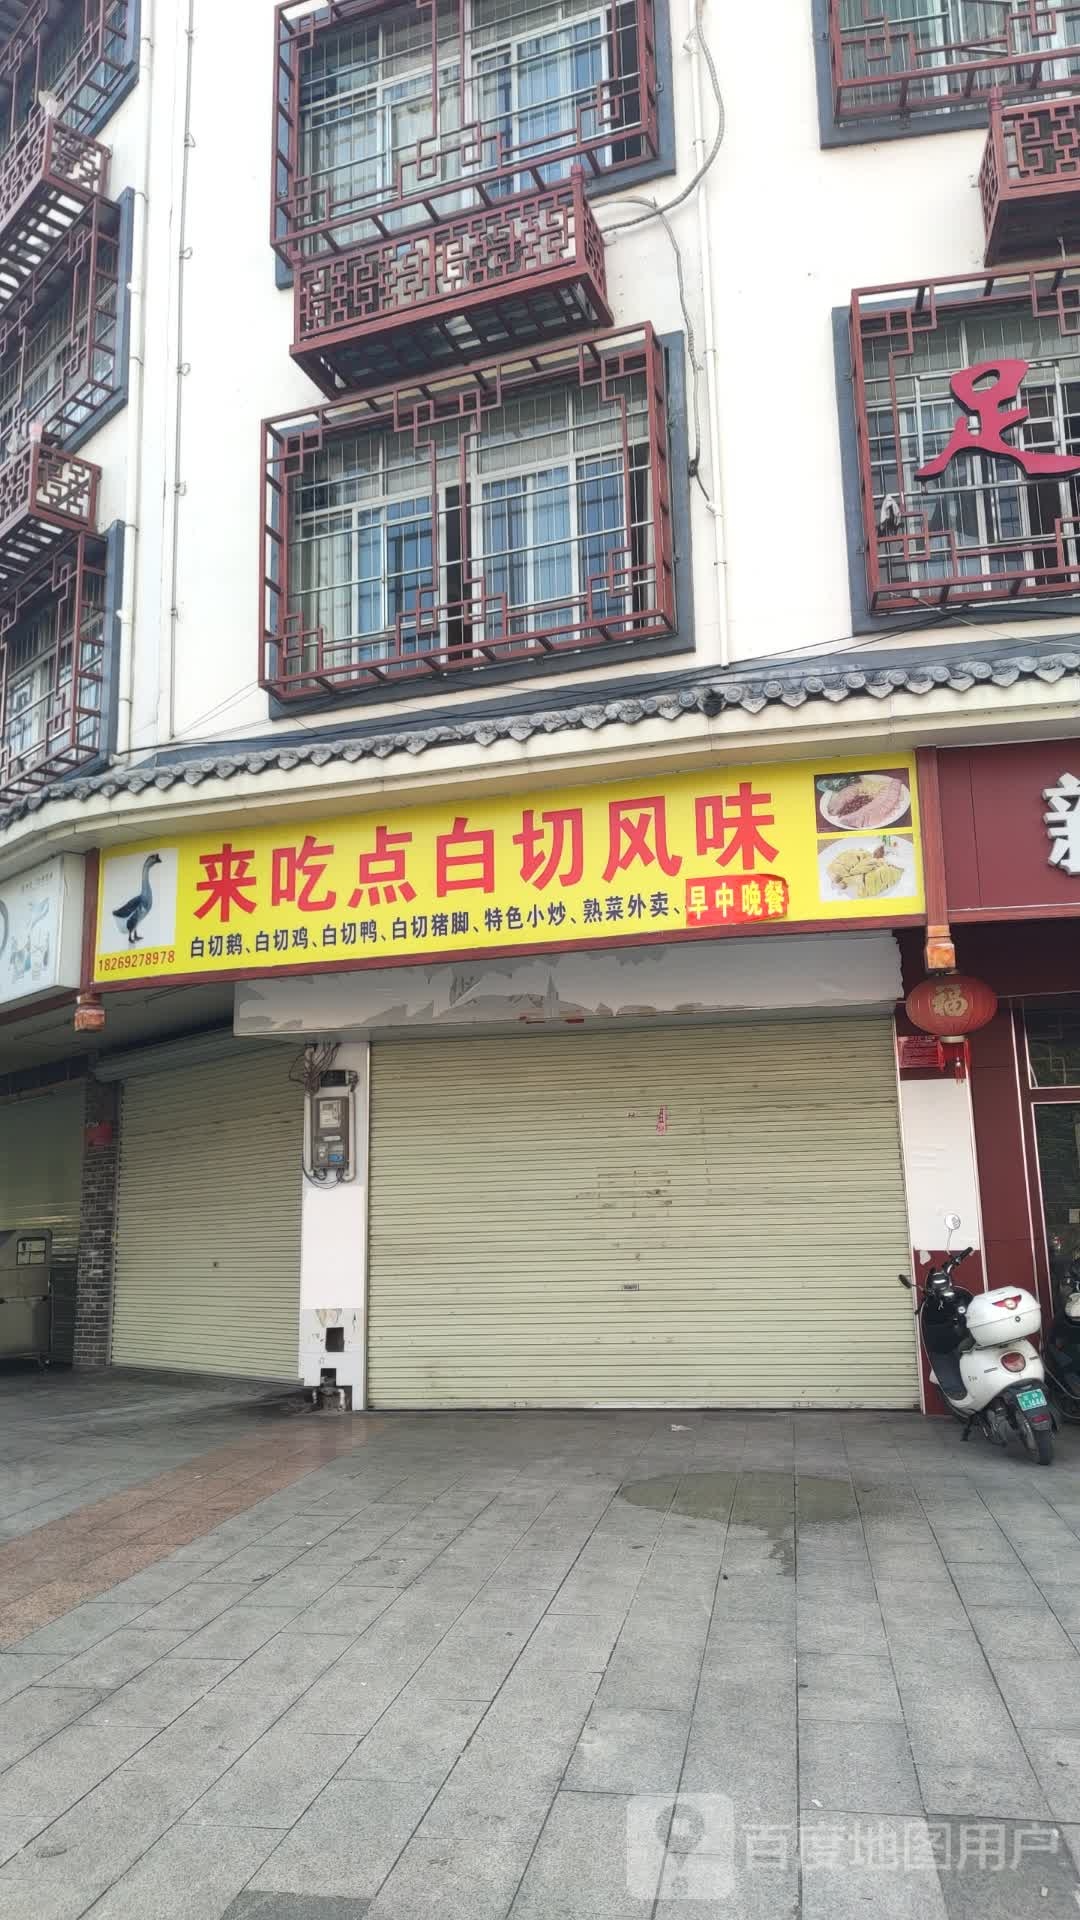 足
来吃点白切风味
白切鹅、白切鸡、白切鸭、白切猪脚、特色小炒、熟菜外卖、早中晚餐
18269278978
新
福
百度地图用户